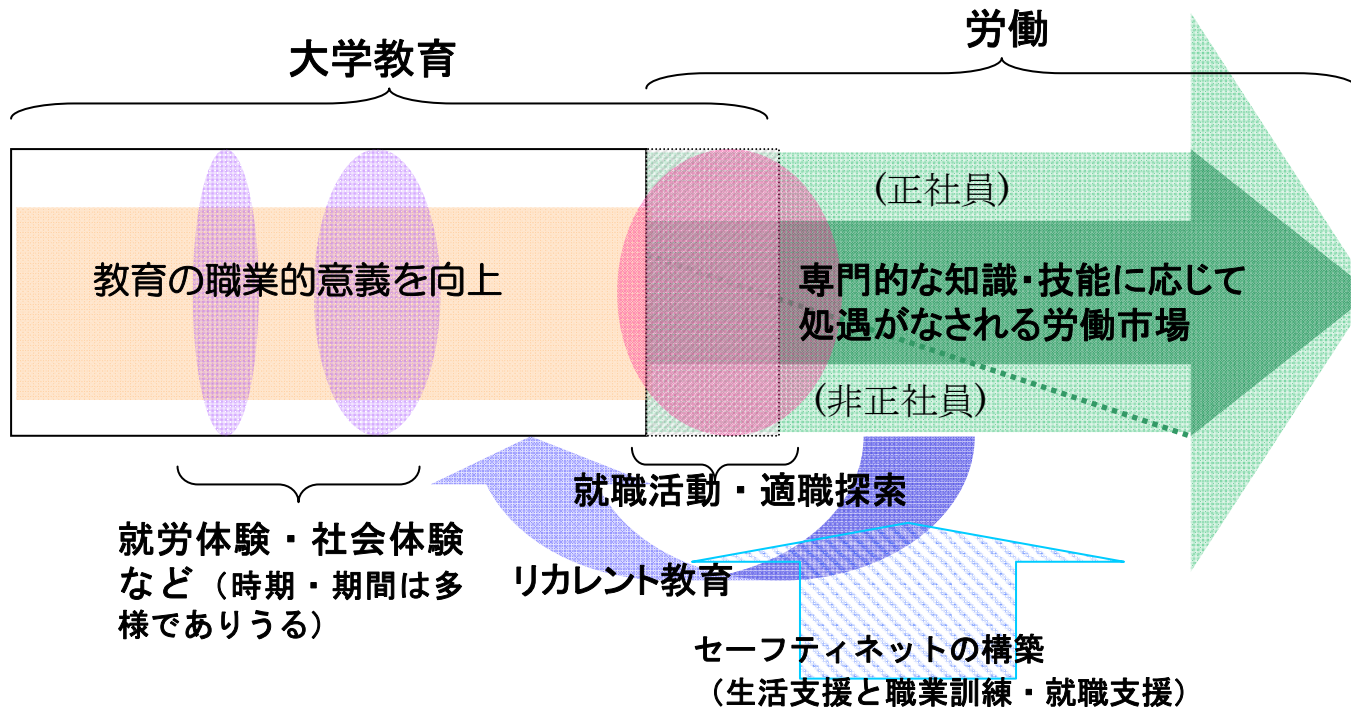 労働
大学教育
(正社員)
教育の職業的意義を向上
専門的な知識・技能に応じて
処遇がなされる労働市場
(非正社員)
就職活動・適職探索
就労体験・社会体験
など（時期・期間は多
様でありうる）
リカレント教育
セーフティネットの構築
（生活支援と職業訓練・就職支援）